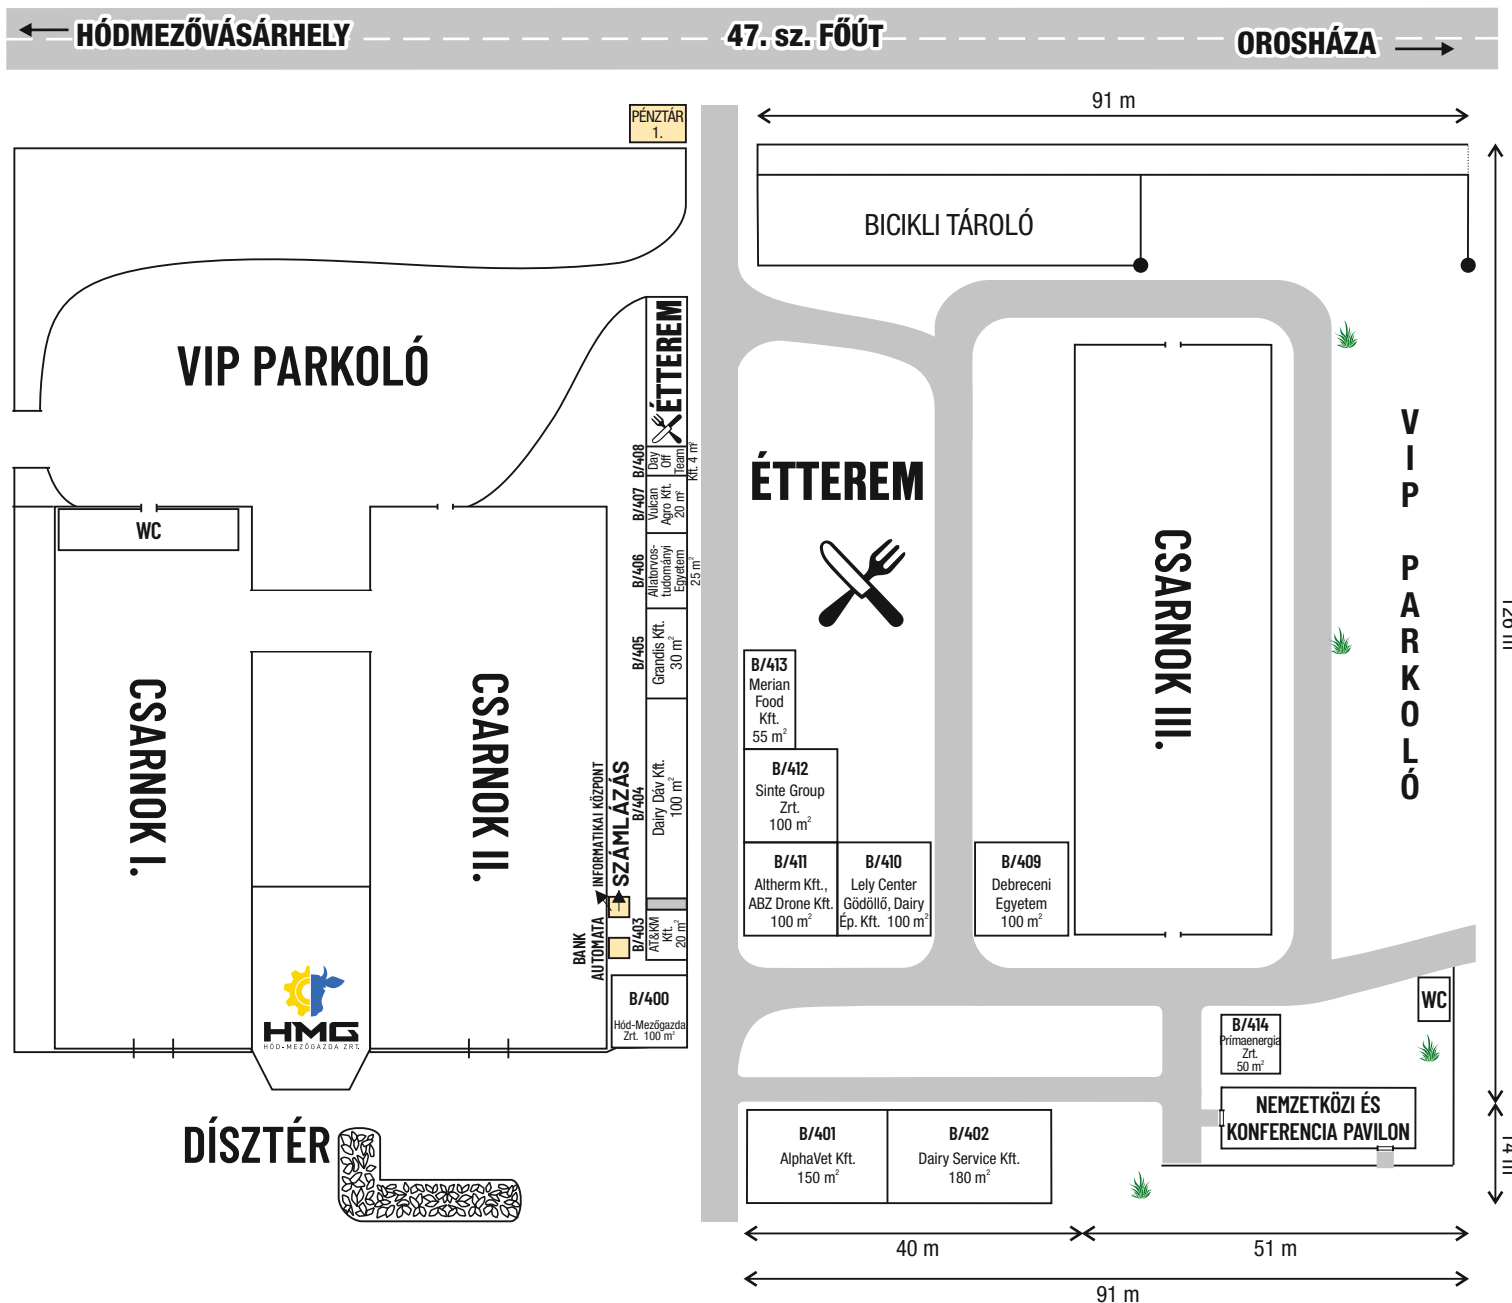 HÓDMEZŐVÁSÁRHELY
47. sz. FŐÚT
OROSHÁZA
91 m
PÉNZTÁR
1.
BICIKLI TÁROLÓ
VIP PARKOLÓ
ÉTTEREM
B/408
Day
Off
Team
Kft. 4 m²
B/407
Vulcan
Agro Kft.
20 m²
B/406
Állatorvos-
tudományi
Egyetem
25 m²
B/405
Grandis Kft.
30 m²
B/404
Dairy Dáv Kft.
100 m²
B/403
AT&KM
Kft.
20 m²
INFORMATIKAI KÖZPONT
SZÁMLÁZÁS
BANK
AUTOMATA
B/400
Hód-Mezőgazda
Zrt. 100 m²
WC
CSARNOK I.
CSARNOK II.
HMG
HÓD-MEZŐGAZDA ZRT.
DÍSZTÉR
ÉTTEREM
B/413
Merian
Food
Kft.
55 m²
B/412
Sinte Group
Zrt.
100 m²
B/411
Altherm Kft.,
ABZ Drone Kft.
100 m²
B/410
Lely Center
Gödöllő, Dairy
Ép. Kft. 100 m²
B/409
Debreceni
Egyetem
100 m²
CSARNOK III.
VIP PARKOLÓ
126 m
WC
B/414
Prímaenergia
Zrt.
50 m²
NEMZETKÖZI ÉS
KONFERENCIA PAVILON
14 m
B/401
AlphaVet Kft.
150 m²
B/402
Dairy Service Kft.
180 m²
40 m
51 m
91 m